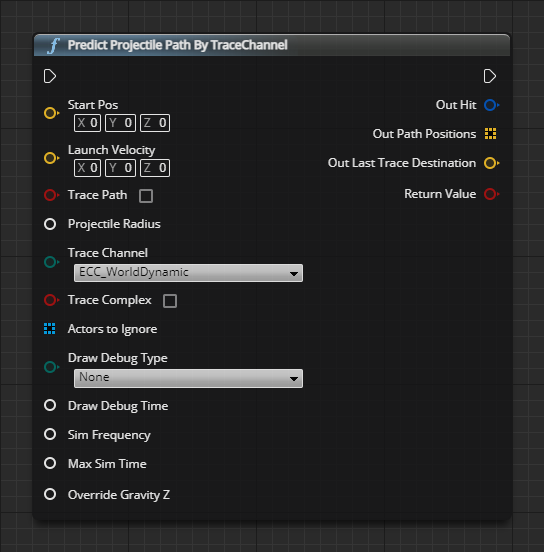 f Predict Projectile Path By TraceChannel
Start Pos
X 0 Y 0 Z 0
Out Hit
Out Path Positions
Launch Velocity
X 0 Y 0 Z 0
Out Last Trace Destination
Trace Path
Return Value
Projectile Radius
Trace Channel
ECC_WorldDynamic
Trace Complex
Actors to Ignore
Draw Debug Type
None
Draw Debug Time
Sim Frequency
Max Sim Time
Override Gravity Z